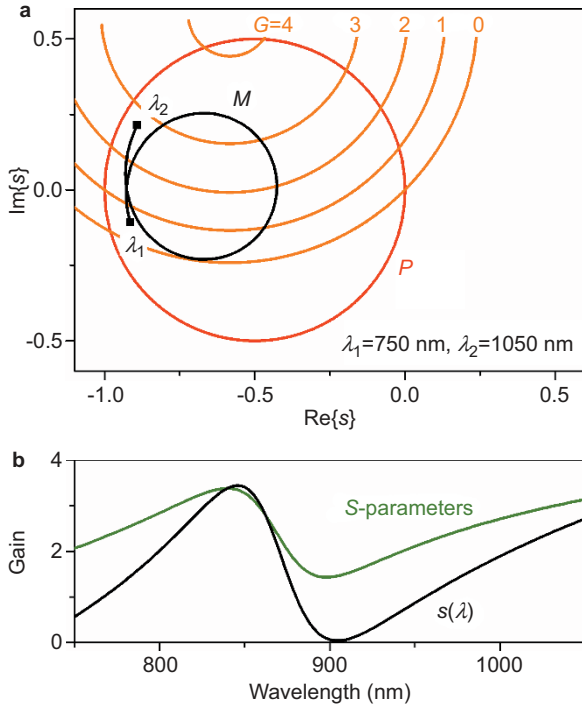 a
G=4 3 2 1 0
0.5
λ₂
M
Im{s}
0.0
λ₁
P
-0.5
λ₁=750 nm, λ₂=1050 nm
-1.0 -0.5 0.0 0.5
Re{s}
b
4
S-parameters
Gain
2
s(λ)
0
800 900 1000
Wavelength (nm)